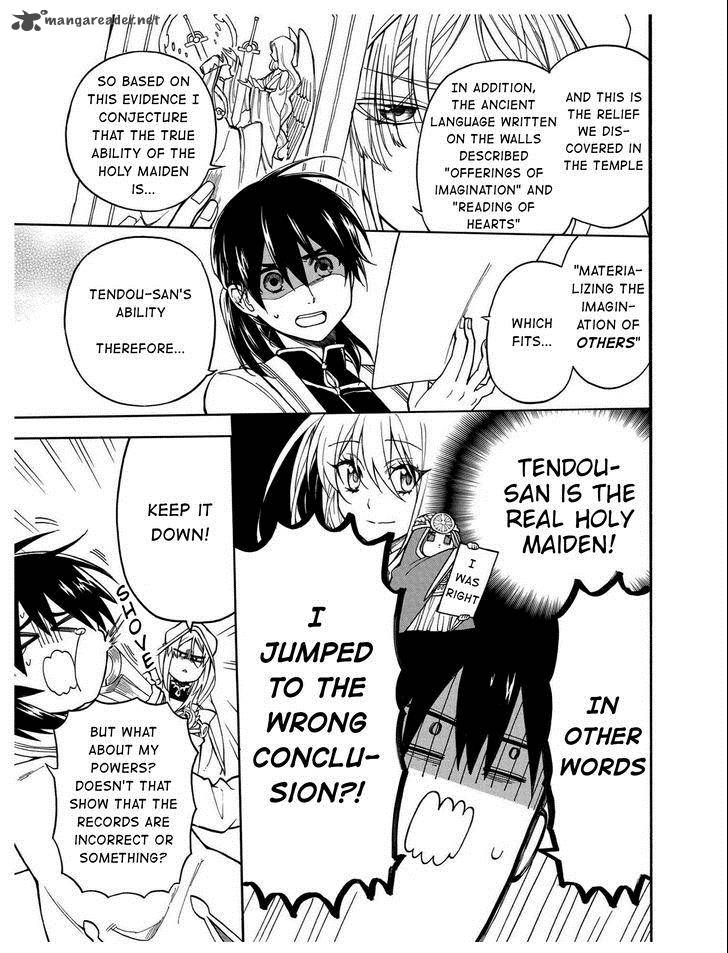 mangareader.net
AND THIS IS
THE RELIEF
WE DIS-
COVERED IN
THE TEMPLE
IN ADDITION,
THE ANCIENT
LANGUAGE WRITTEN
ON THE WALLS
DESCRIBED
"OFFERINGS OF
IMAGINATION" AND
"READING OF
HEARTS"
SO BASED ON
THIS EVIDENCE I
CONJECTURE
THAT THE TRUE
ABILITY OF THE
HOLY MAIDEN
IS...
"MATERIA-
LIZING THE
IMAGIN-
ATION OF
OTHERS"
WHICH
FITS...
TENDOU-SAN'S
ABILITY
THEREFORE...
TENDOU-
SAN IS THE
REAL HOLY
MAIDEN!
I
WAS
RIGHT
IN
OTHER
WORDS
I
JUMPED
TO THE
WRONG
CONCLU-
SION?!
KEEP IT
DOWN!
SHOVE
BUT WHAT
ABOUT MY
POWERS?
DOESN'T THAT
SHOW THAT THE
RECORDS ARE
INCORRECT OR
SOMETHING?